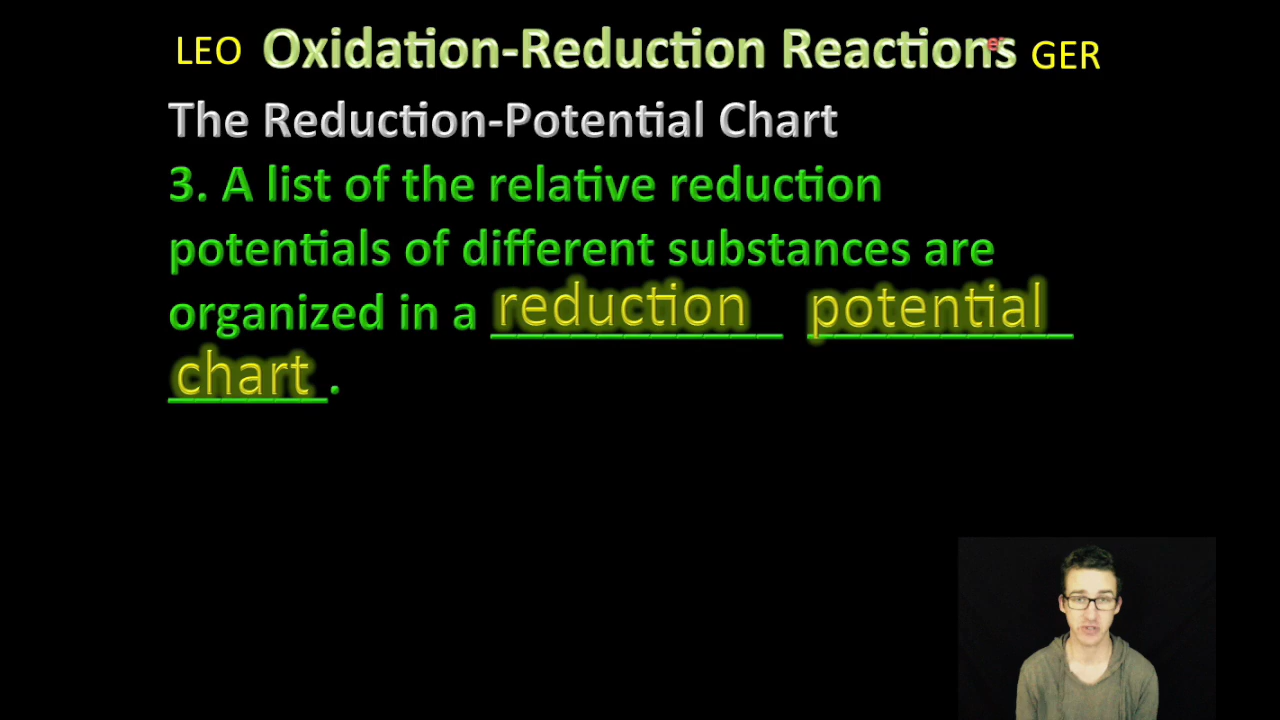 LEO Oxidation-Reduction Reactions GER
The Reduction-Potential Chart
3. A list of the relative reduction
potentials of different substances are
organized in a reduction potential
chart.